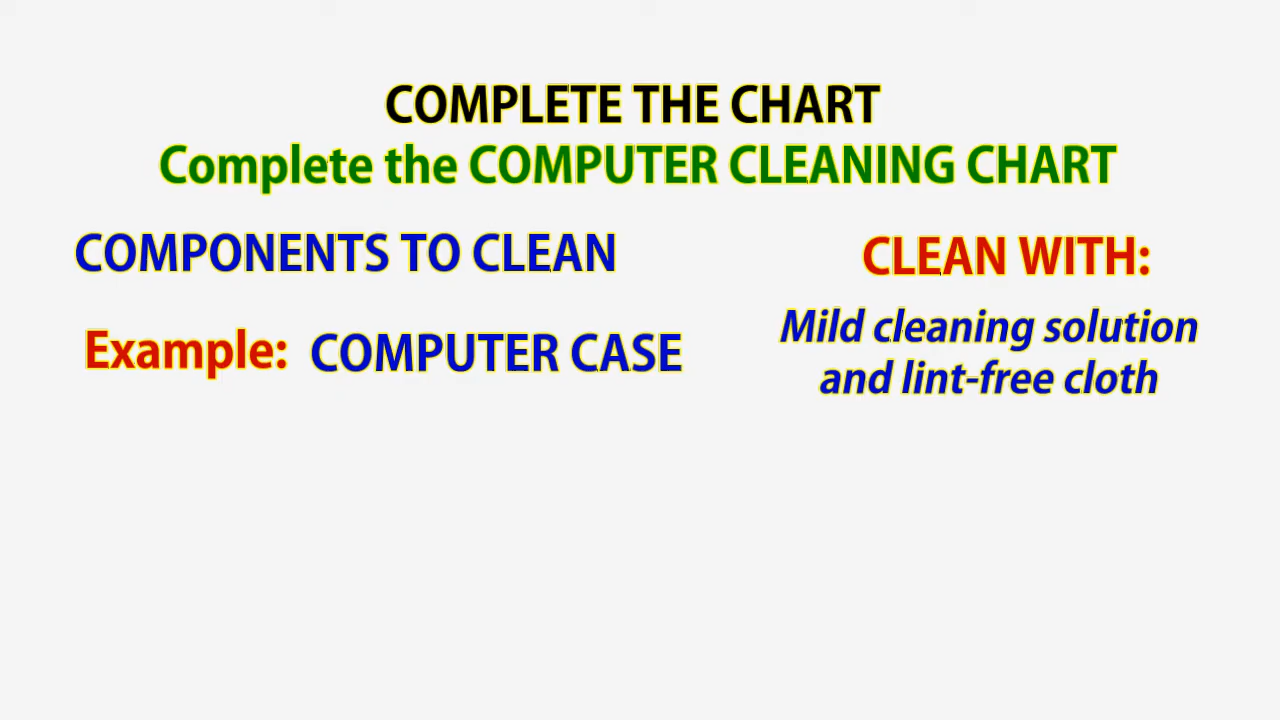 COMPLETE THE CHART
Complete the COMPUTER CLEANING CHART
COMPONENTS TO CLEAN
CLEAN WITH:
Example: COMPUTER CASE
Mild cleaning solution
and lint-free cloth